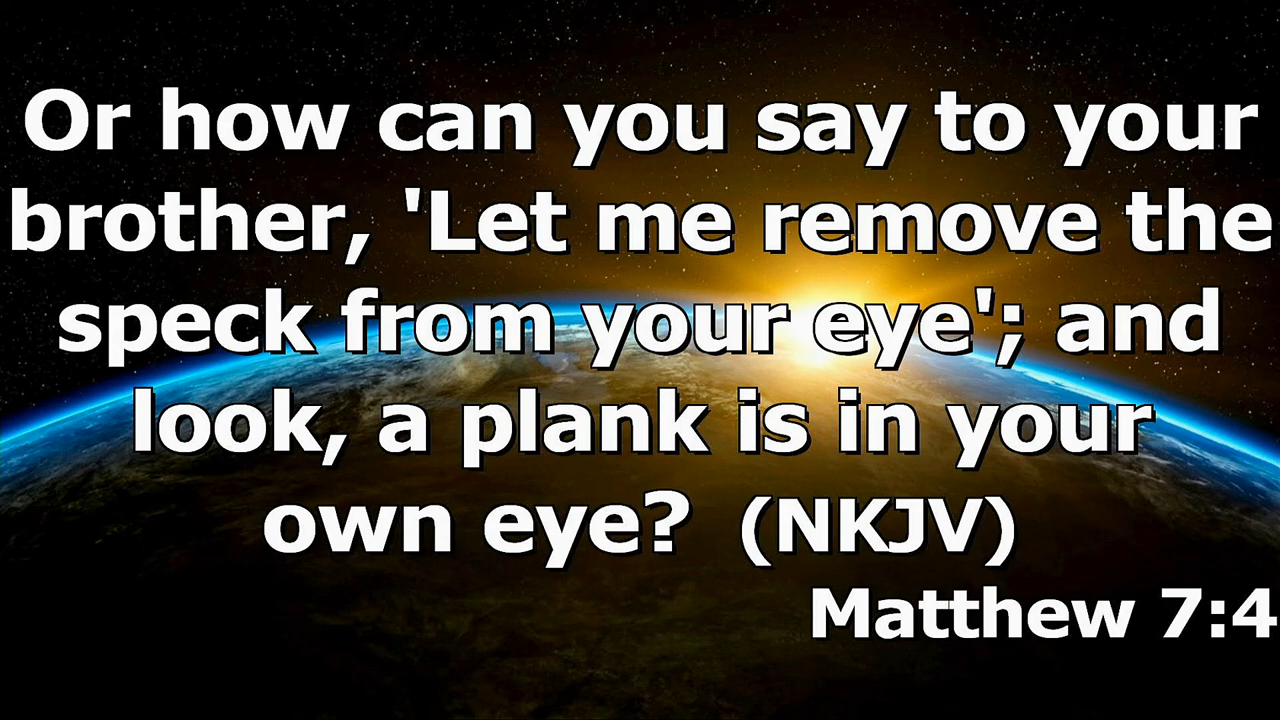 Or how can you say to your
brother, 'Let me remove the
speck from your eye'; and
look, a plank is in your
own eye? (NKJV)
Matthew 7:4